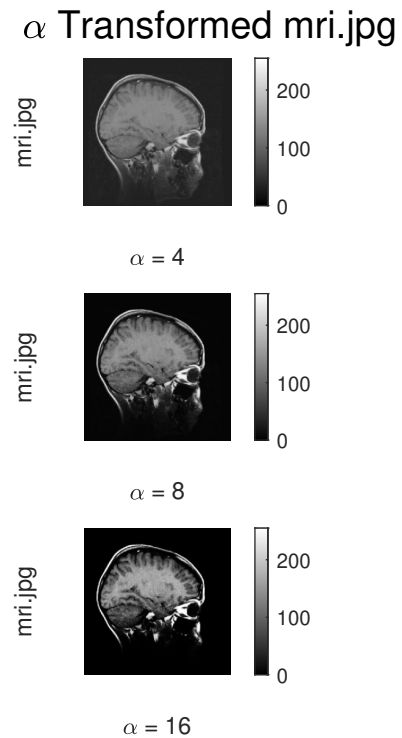 α Transformed mri.jpg
mri.jpg
200
100
0
α = 4
mri.jpg
200
100
0
α = 8
mri.jpg
200
100
0
α = 16